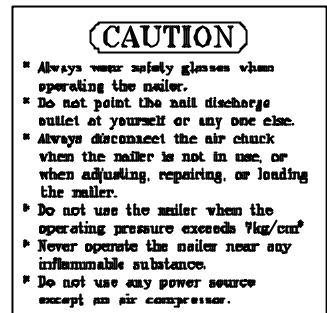 CAUTION
* Always wear safety glasses when
operating the nailer.
* Do not point the nail discharge
outlet at yourself or any one else.
* Always disconnect the air chuck
when the nailer is not in use, or
when adjusting, repairing, or loading
the nailer.
* Do not use the nailer when the
operating pressure exceeds 7kg/cm²
* Never operate the nailer near any
inflammable substance.
* Do not use any power source
except an air compressor.